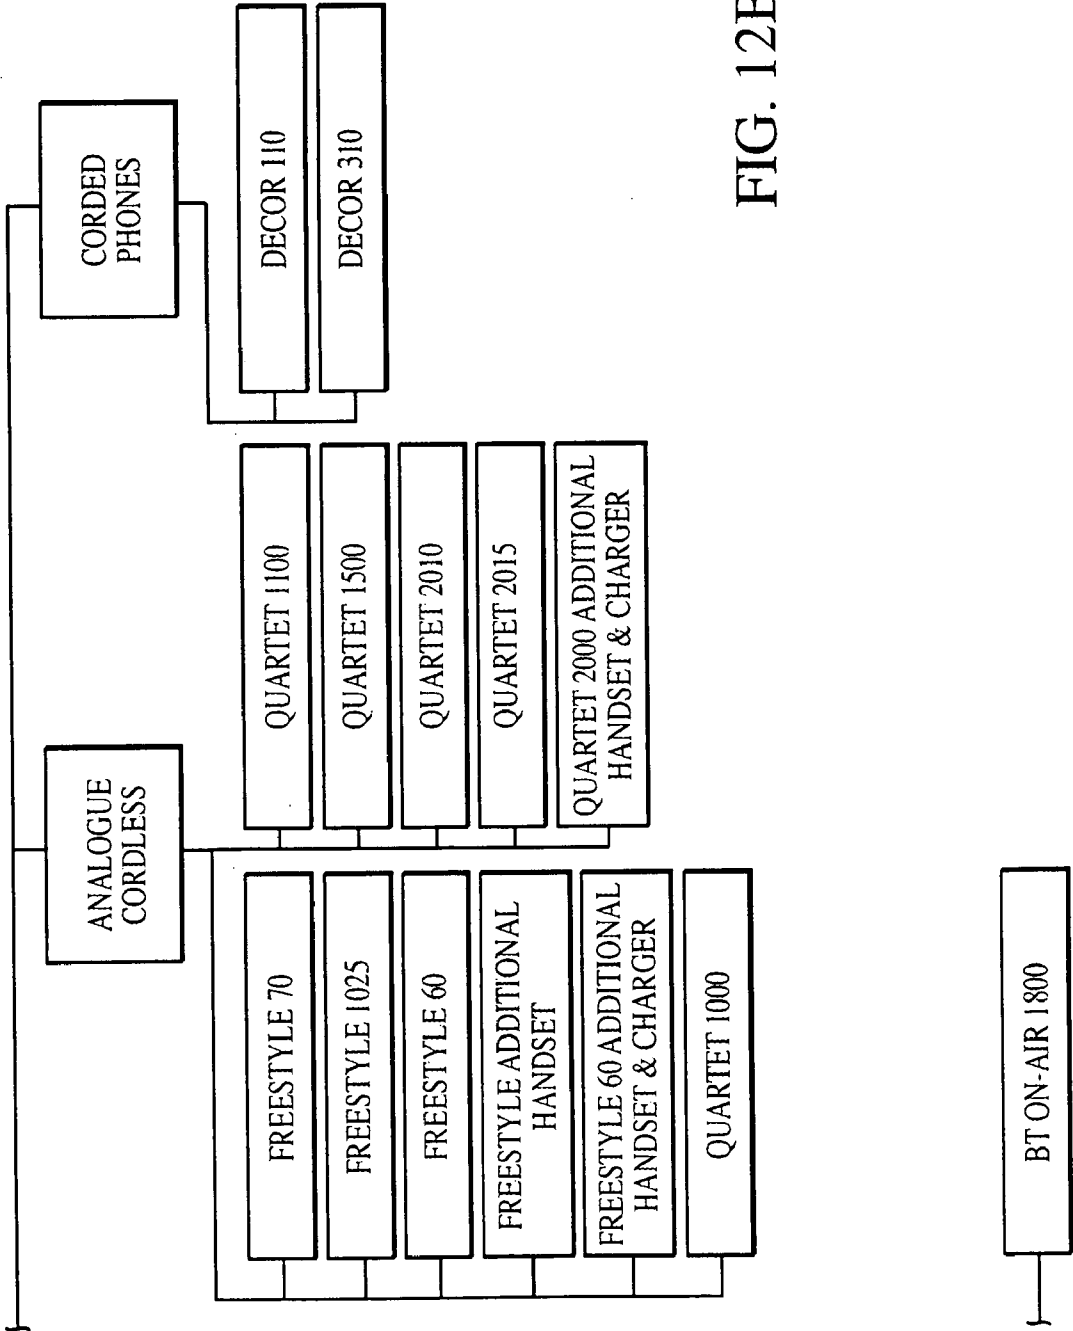 ANALOGUE
CORDLESS
CORDED
PHONES
FREESTYLE 70
FREESTYLE 1025
FREESTYLE 60
FREESTYLE ADDITIONAL
HANDSET
FREESTYLE 60 ADDITIONAL
HANDSET & CHARGER
QUARTET 1000
QUARTET 1100
QUARTET 1500
QUARTET 2010
QUARTET 2015
QUARTET 2000 ADDITIONAL
HANDSET & CHARGER
DECOR 110
DECOR 310
BT ON-AIR 1800
FIG. 12E